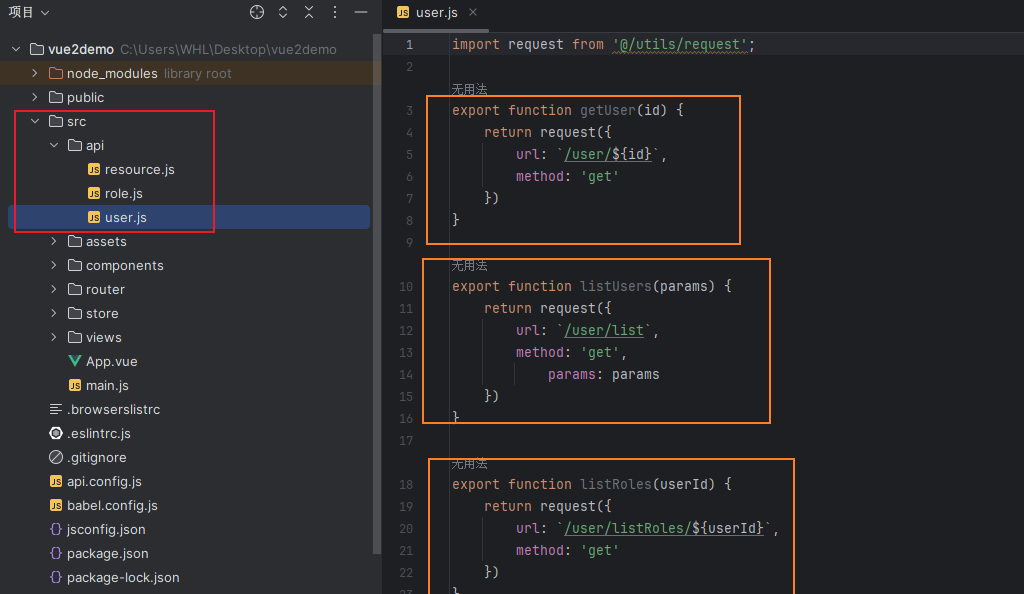 项目
vue2demo C:\Users\WHL\Desktop\vue2demo
node_modules library root
public
src
api
resource.js
role.js
user.js
assets
components
router
store
views
App.vue
main.js
.browserslistrc
.eslintrc.js
.gitignore
api.config.js
babel.config.js
jsconfig.json
package.json
package-lock.json
user.js
1 import request from '@/utils/request';
2
无用法
3 export function getUser(id) {
4 return request({
5 url: `/user/${id}`,
6 method: 'get'
7 })
8 }
9
无用法
10 export function listUsers(params) {
11 return request({
12 url: `/user/list`,
13 method: 'get',
14 params: params
15 })
16 }
17
无用法
18 export function listRoles(userId) {
19 return request({
20 url: `/user/listRoles/${userId}`,
21 method: 'get'
22 })
23 }